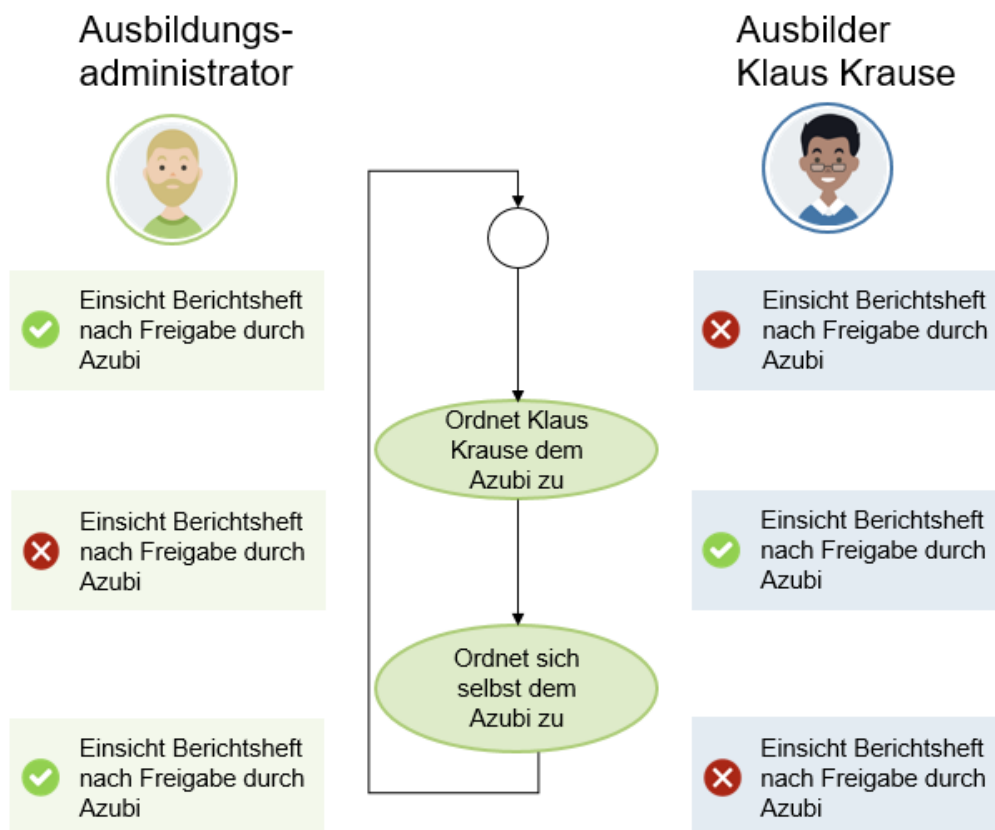 Ausbildungs-
administrator
Ausbilder
Klaus Krause
Einsicht Berichtsheft
nach Freigabe durch
Azubi
Einsicht Berichtsheft
nach Freigabe durch
Azubi
Ordnet Klaus
Krause dem
Azubi zu
Einsicht Berichtsheft
nach Freigabe durch
Azubi
Einsicht Berichtsheft
nach Freigabe durch
Azubi
Ordnet sich
selbst dem
Azubi zu
Einsicht Berichtsheft
nach Freigabe durch
Azubi
Einsicht Berichtsheft
nach Freigabe durch
Azubi